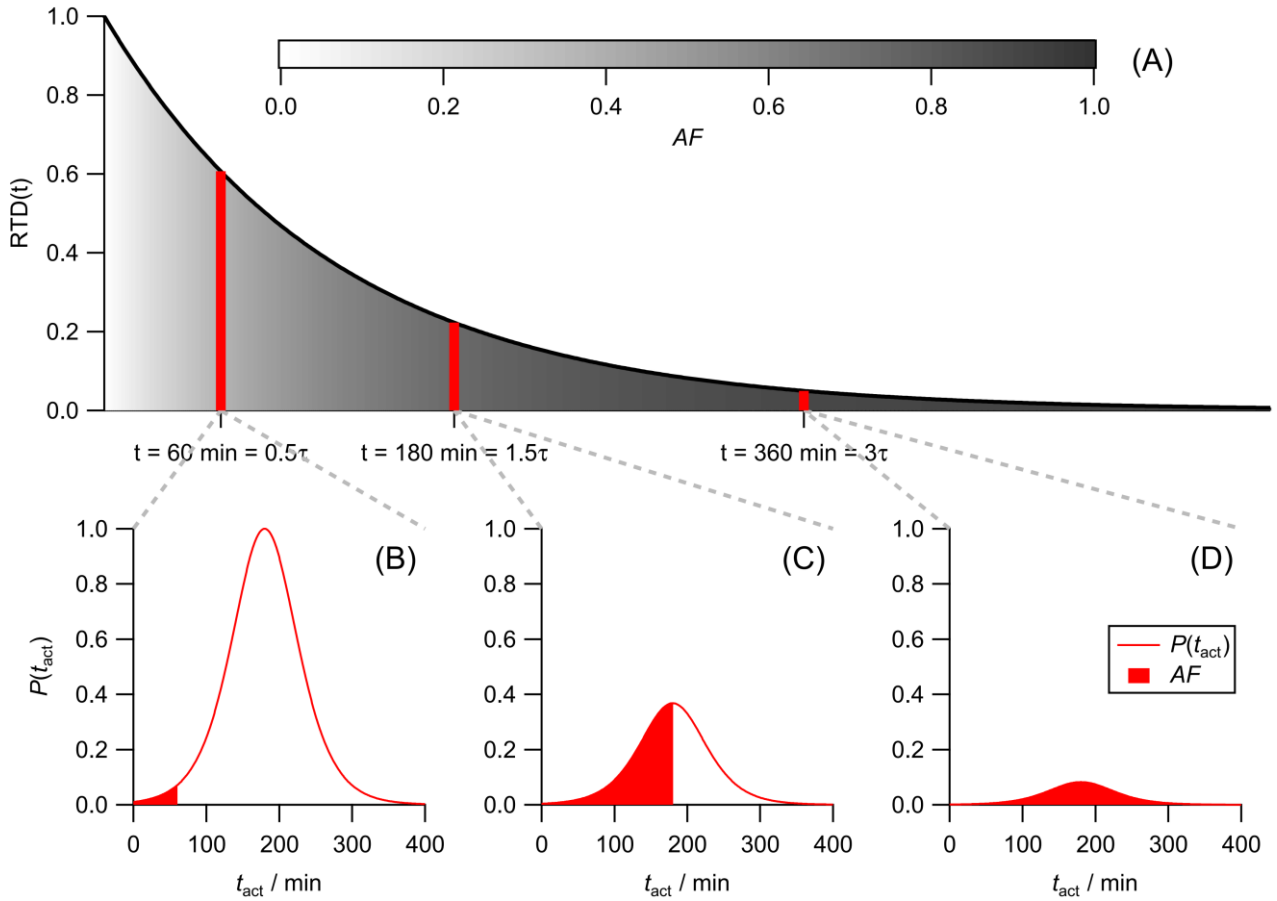 1.0
(A)
0.8
0.0 0.2 0.4 0.6 0.8 1.0
AF
RTD(t)
0.6
0.4
0.2
0.0
t = 60 min = 0.5τ t = 180 min = 1.5τ t = 360 min = 3τ
1.0 (B) 1.0 (C) 1.0 (D)
0.8 0.8 0.8
P(tact)
0.6 0.6 0.6 P(tact)
AF
0.4 0.4 0.4
0.2 0.2 0.2
0.0 0.0 0.0
0 100 200 300 400 0 100 200 300 400 0 100 200 300 400
tact / min tact / min tact / min